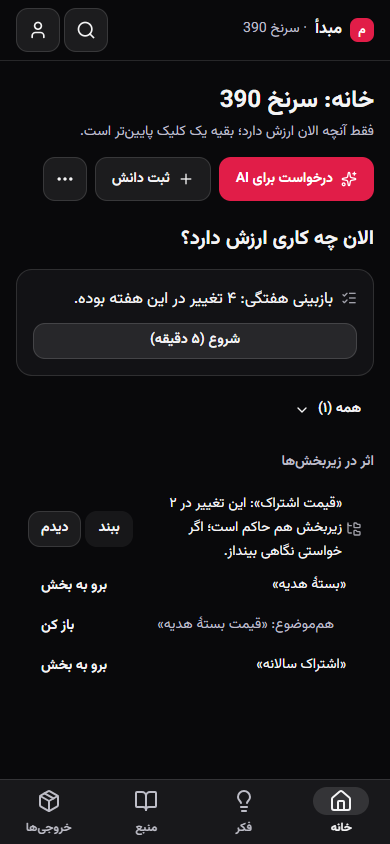 م مبدأ · سرنخ 390
خانه: سرنخ 390
فقط آنچه الان ارزش دارد؛ بقیه یک کلیک پایین‌تر است.
درخواست برای AI
ثبت دانش
الان چه کاری ارزش دارد؟
بازبینی هفتگی: ۴ تغییر در این هفته بوده.
شروع (۵ دقیقه)
همه (۱)
اثر در زیربخش‌ها
«قیمت اشتراک»: این تغییر در ۲
زیربخش هم حاکم است؛ اگر
خواستی نگاهی بینداز.
ببند
دیدم
«بستهٔ هدیه»
برو به بخش
هم‌موضوع: «قیمت بستهٔ هدیه»
باز کن
«اشتراک سالانه»
برو به بخش
خانه
فکر
منبع
خروجی‌ها